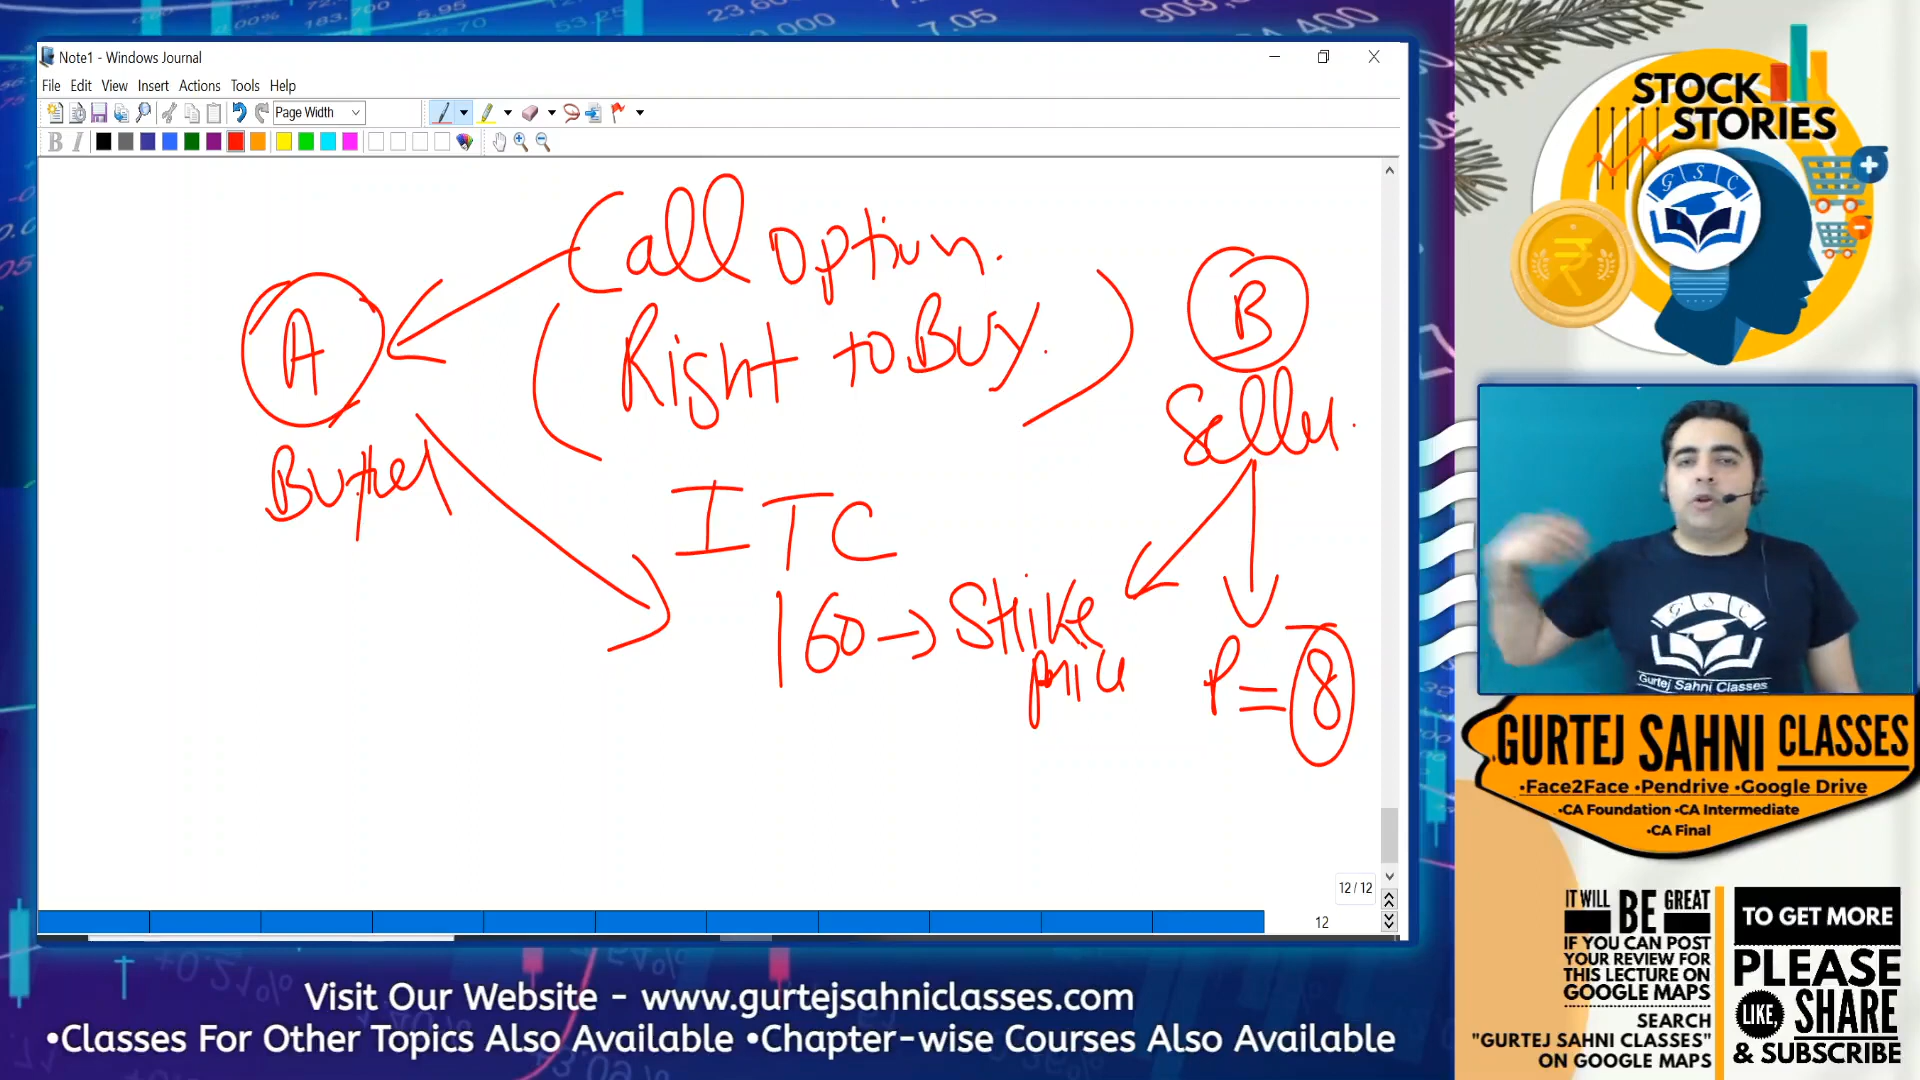 Note1 - Windows Journal
File Edit View Insert Actions Tools Help
Page Width
B I
Call Option.
(Right to Buy.)
A
Buyer
B
Seller.
ITC
160 → Strike
price
P = 8
12 / 12
12
STOCK
STORIES
G S C
G S C
Gurtej Sahni Classes
GURTEJ SAHNI CLASSES
•Face2Face •Pendrive •Google Drive
•CA Foundation •CA Intermediate
•CA Final
IT WILL BE GREAT
IF YOU CAN POST
YOUR REVIEW FOR
THIS LECTURE ON
GOOGLE MAPS
SEARCH
"GURTEJ SAHNI CLASSES"
ON GOOGLE MAPS
TO GET MORE
PLEASE
LIKE, SHARE
& SUBSCRIBE
Visit Our Website - www.gurtejsahniclasses.com
•Classes For Other Topics Also Available •Chapter-wise Courses Also Available